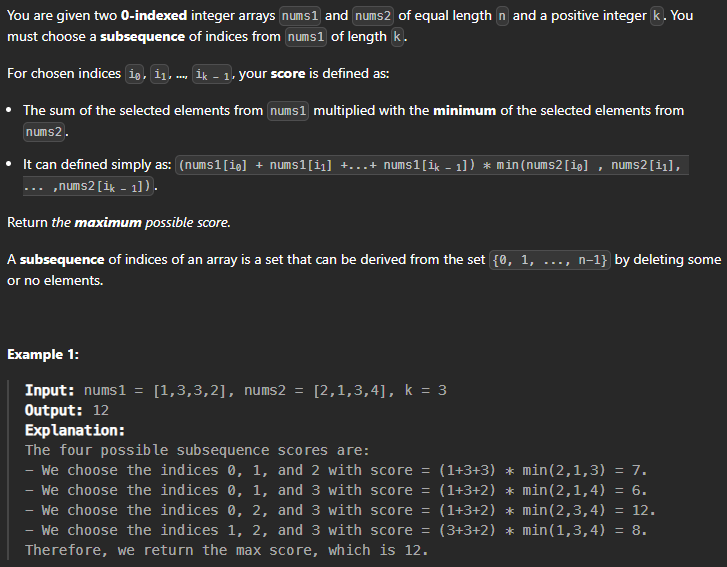 You are given two 0-indexed integer arrays nums1 and nums2 of equal length n and a positive integer k. You
must choose a subsequence of indices from nums1 of length k.
For chosen indices i₀, i₁, ..., iₖ ₋ ₁, your score is defined as:
• The sum of the selected elements from nums1 multiplied with the minimum of the selected elements from
nums2.
• It can defined simply as: (nums1[i₀] + nums1[i₁] +...+ nums1[iₖ ₋ ₁]) * min(nums2[i₀] , nums2[i₁],
... ,nums2[iₖ ₋ ₁]).
Return the maximum possible score.
A subsequence of indices of an array is a set that can be derived from the set {0, 1, ..., n-1} by deleting some
or no elements.
Example 1:
Input: nums1 = [1,3,3,2], nums2 = [2,1,3,4], k = 3
Output: 12
Explanation:
The four possible subsequence scores are:
- We choose the indices 0, 1, and 2 with score = (1+3+3) * min(2,1,3) = 7.
- We choose the indices 0, 1, and 3 with score = (1+3+2) * min(2,1,4) = 6.
- We choose the indices 0, 2, and 3 with score = (1+3+2) * min(2,3,4) = 12.
- We choose the indices 1, 2, and 3 with score = (3+3+2) * min(1,3,4) = 8.
Therefore, we return the max score, which is 12.